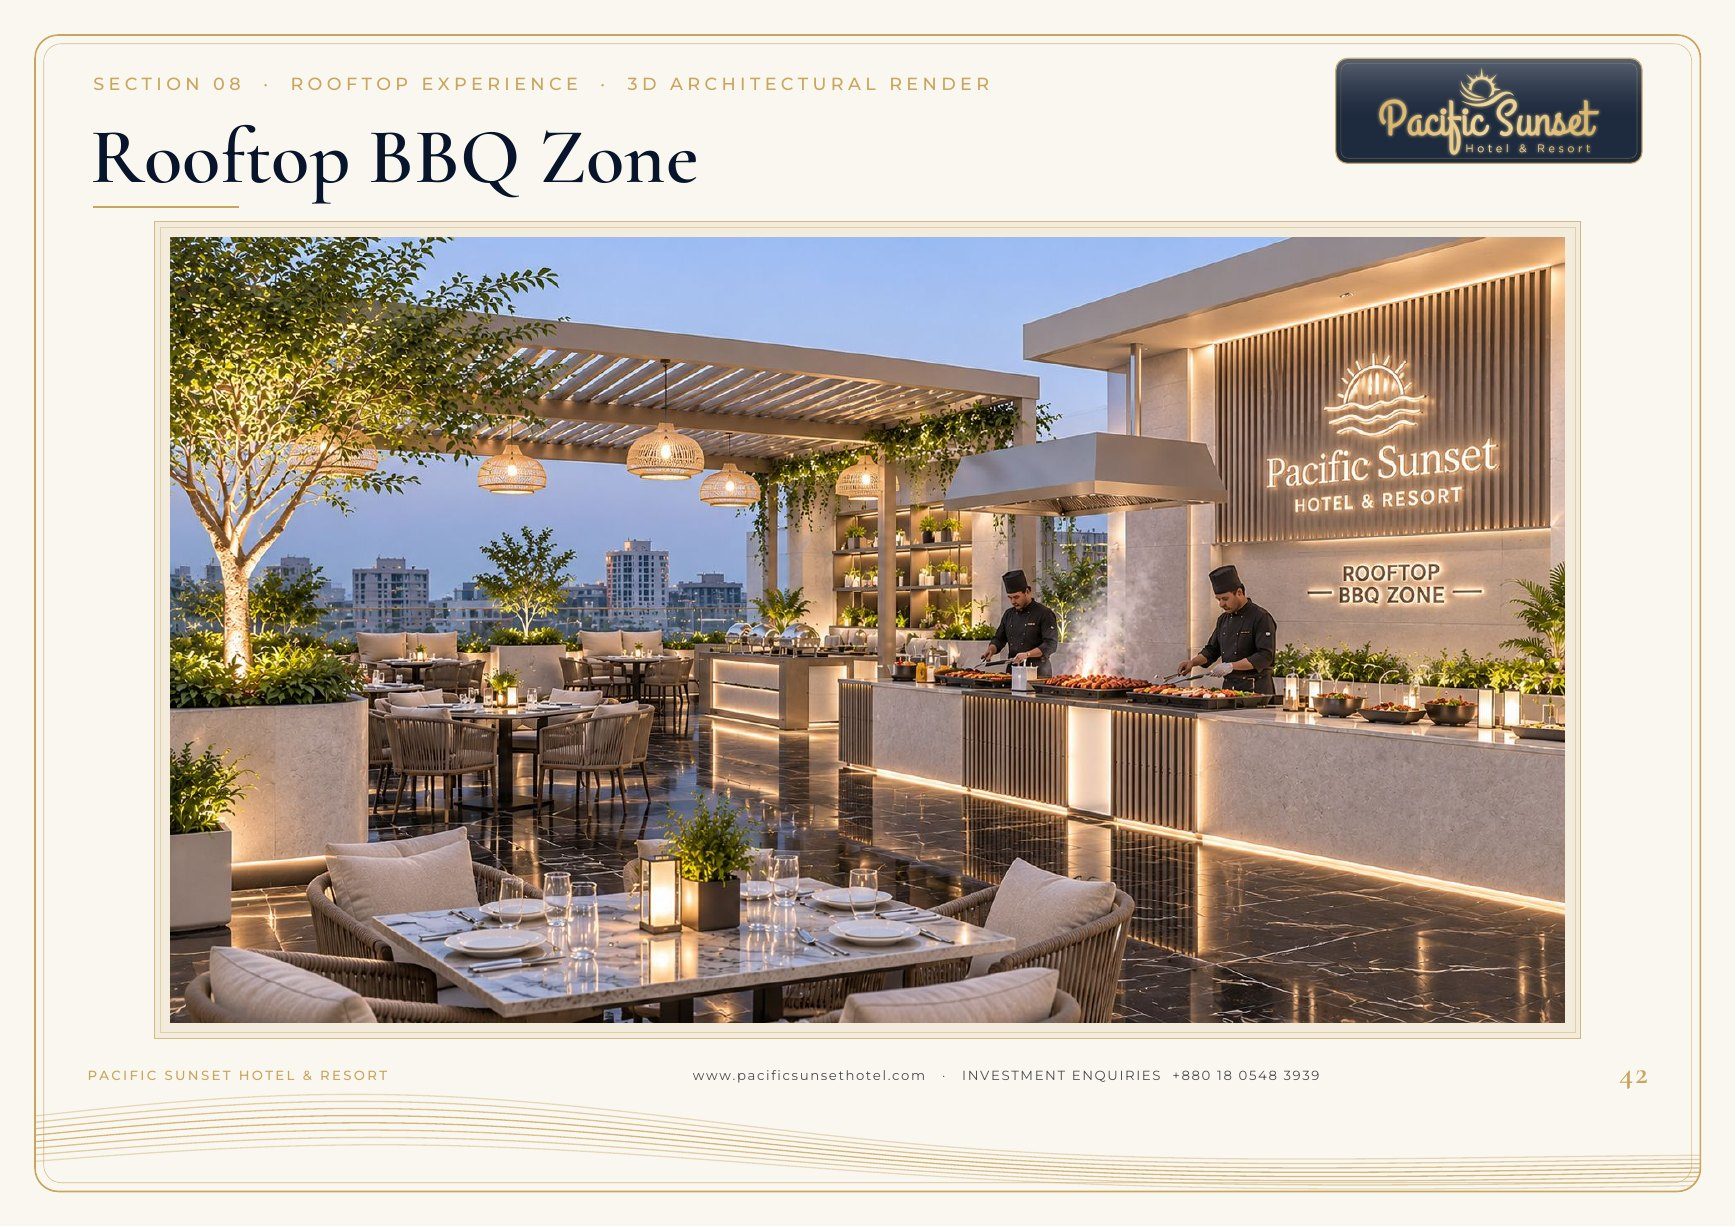 SECTION 08 · ROOFTOP EXPERIENCE · 3D ARCHITECTURAL RENDER
Pacific Sunset
Hotel & Resort
Rooftop BBQ Zone
Pacific Sunset
HOTEL & RESORT
ROOFTOP
BBQ ZONE
PACIFIC SUNSET HOTEL & RESORT
www.pacificsunsethotel.com · INVESTMENT ENQUIRIES +880 18 0548 3939
42